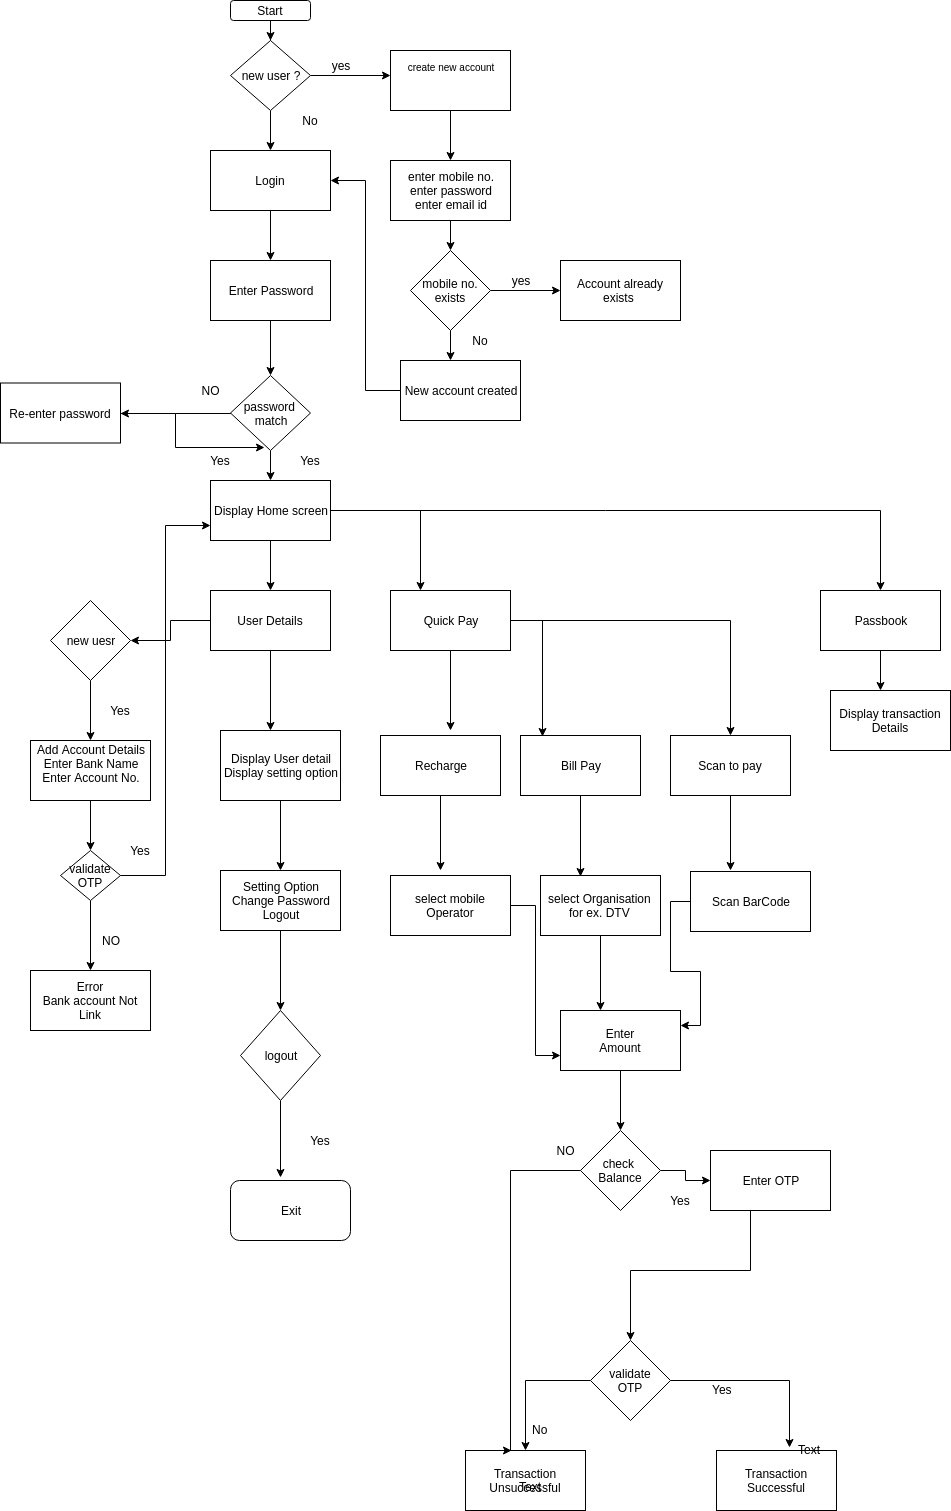 Start
new user ?
yes
create new account
No
Login
enter mobile no.
enter password
enter email id
Enter Password
mobile no.
exists
yes
Account already
exists
No
New account created
NO
Re-enter password
password
match
Yes
Yes
Display Home screen
new uesr
User Details
Quick Pay
Passbook
Yes
Display transaction
Details
Add Account Details
Enter Bank Name
Enter Account No.
Display User detail
Display setting option
Recharge
Bill Pay
Scan to pay
Yes
validate
OTP
Setting Option
Change Password
Logout
select mobile
Operator
select Organisation
for ex. DTV
Scan BarCode
NO
Error
Bank account Not
Link
logout
Enter
Amount
Yes
NO
check
Balance
Yes
Enter OTP
Exit
validate
OTP
Yes
No
Text
Transaction
Unsuccessful
Text
Transaction
Successful